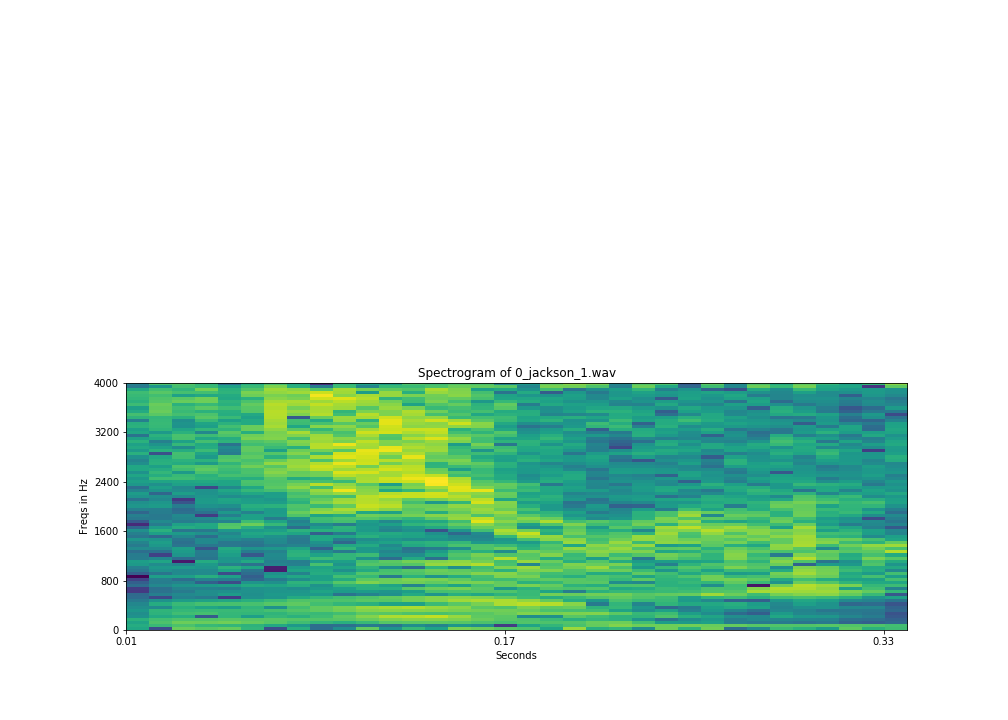 Spectrogram of 0_jackson_1.wav
4000
3200
2400
1600
800
0
Freqs in Hz
0.01 0.17 0.33
Seconds